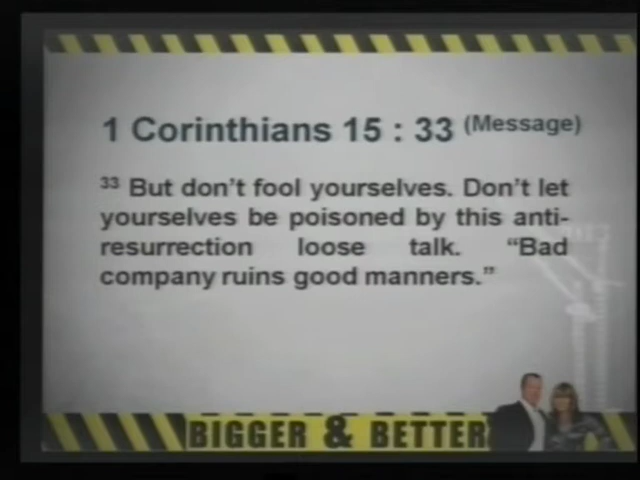 1 Corinthians 15 : 33 (Message)
33 But don't fool yourselves. Don't let
yourselves be poisoned by this anti-
resurrection loose talk. “Bad
company ruins good manners.”
BIGGER & BETTER